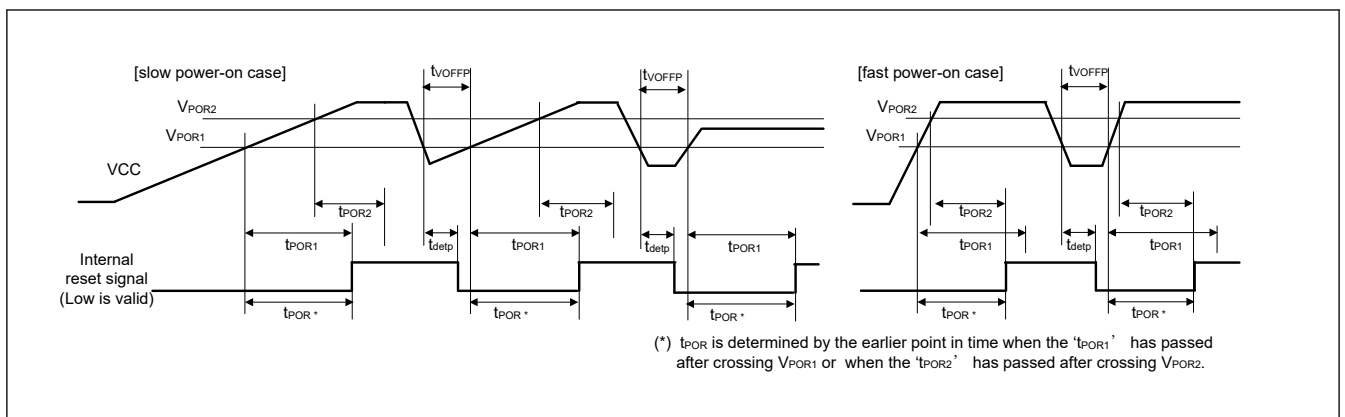 [slow power-on case]
tVOFFP
tVOFFP
[fast power-on case]
tVOFFP
VPOR2
VPOR1
VCC
VPOR2
VPOR1
tPOR2
tPOR2
tPOR2
tPOR2
tPOR1
tdetp
tPOR1
tdetp
tPOR1
tPOR1
tdetp
tPOR1
Internal
reset signal
(Low is valid)
tPOR *
tPOR *
tPOR *
tPOR *
tPOR *
(*) tPOR is determined by the earlier point in time when the ‘tPOR1’ has passed
after crossing VPOR1 or when the ‘tPOR2’ has passed after crossing VPOR2.